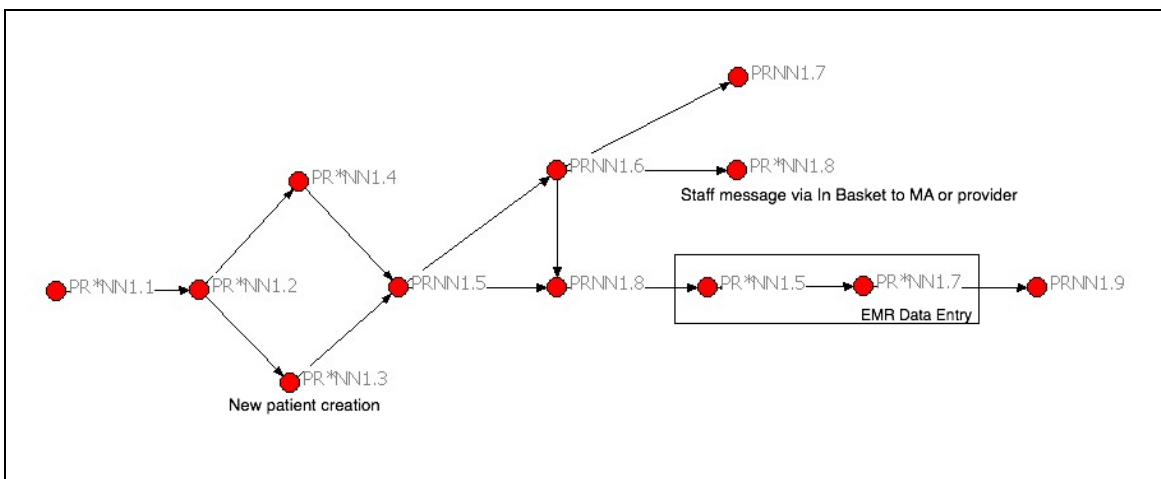 PRNN1.7
PRNN1.6
PR*NN1.8
Staff message via In Basket to MA or provider
PR*NN1.4
PR*NN1.1
PR*NN1.2
PRNN1.5
PRNN1.8
PR*NN1.5
PR*NN1.7
PRNN1.9
EMR Data Entry
PR*NN1.3
New patient creation